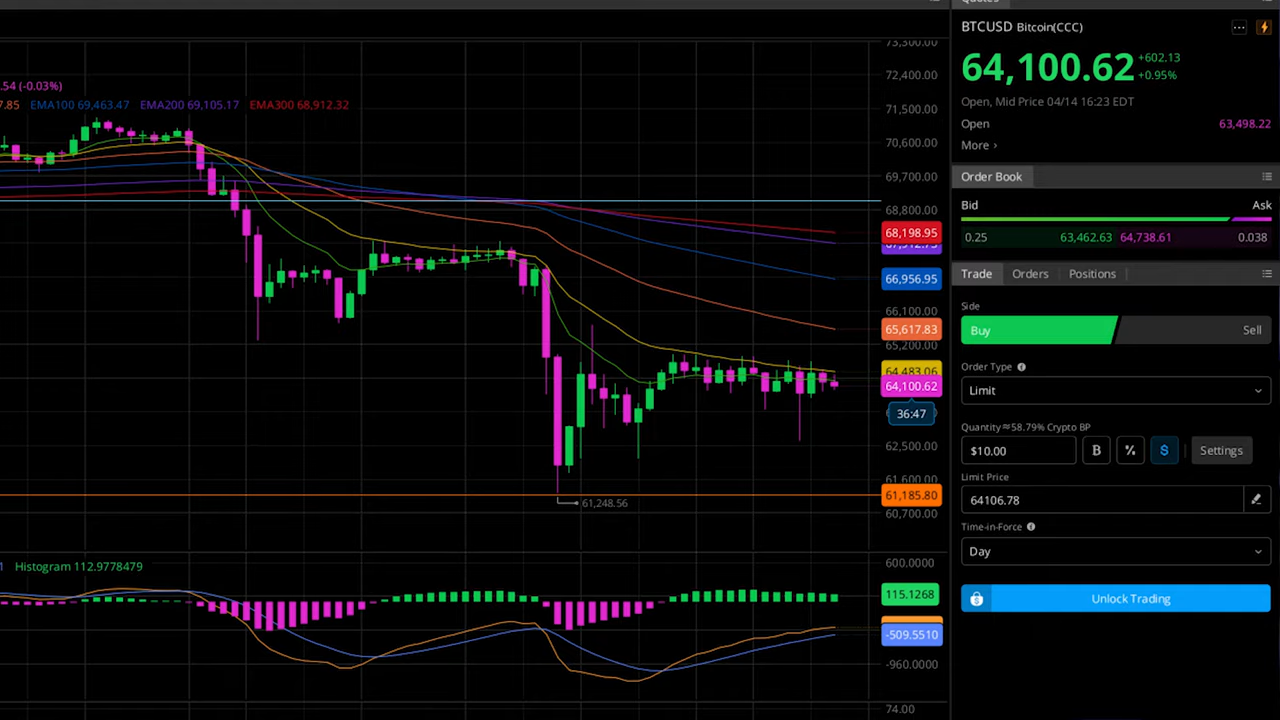 Quotes
73,300.00
BTCUSD Bitcoin(CCC)
64,100.62
+602.13
+0.95%
72,400.00
.54 (-0.03%)
7.85 EMA100 69,463.47 EMA200 69,105.17 EMA300 68,912.32
71,500.00
Open, Mid Price 04/14 16:23 EDT
Open 63,498.22
70,600.00
More ›
69,700.00
Order Book
68,800.00
Bid Ask
68,198.95
0.25 63,462.63 64,738.61 0.038
66,956.95
Trade Orders Positions
66,100.00
Side
65,617.83
Buy Sell
65,200.00
Order Type
64,483.06
64,100.62
Limit
36:47
Quantity≈58.79% Crypto BP
62,500.00
$10.00 B % $ Settings
61,600.00
Limit Price
61,185.80
64106.78
61,248.56
60,700.00
Time-in-Force
Day
1 Histogram 112.9778479
600.0000
115.1268
Unlock Trading
-509.5510
-960.0000
74.00